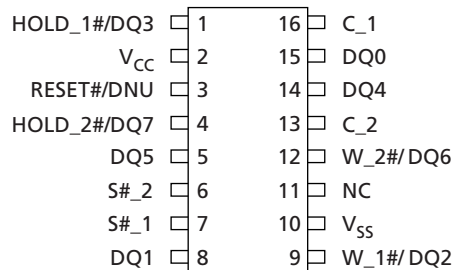 HOLD_1#/DQ3 1 16 C_1
VCC 2 15 DQ0
RESET#/DNU 3 14 DQ4
HOLD_2#/DQ7 4 13 C_2
DQ5 5 12 W_2#/DQ6
S#_2 6 11 NC
S#_1 7 10 VSS
DQ1 8 9 W_1#/DQ2